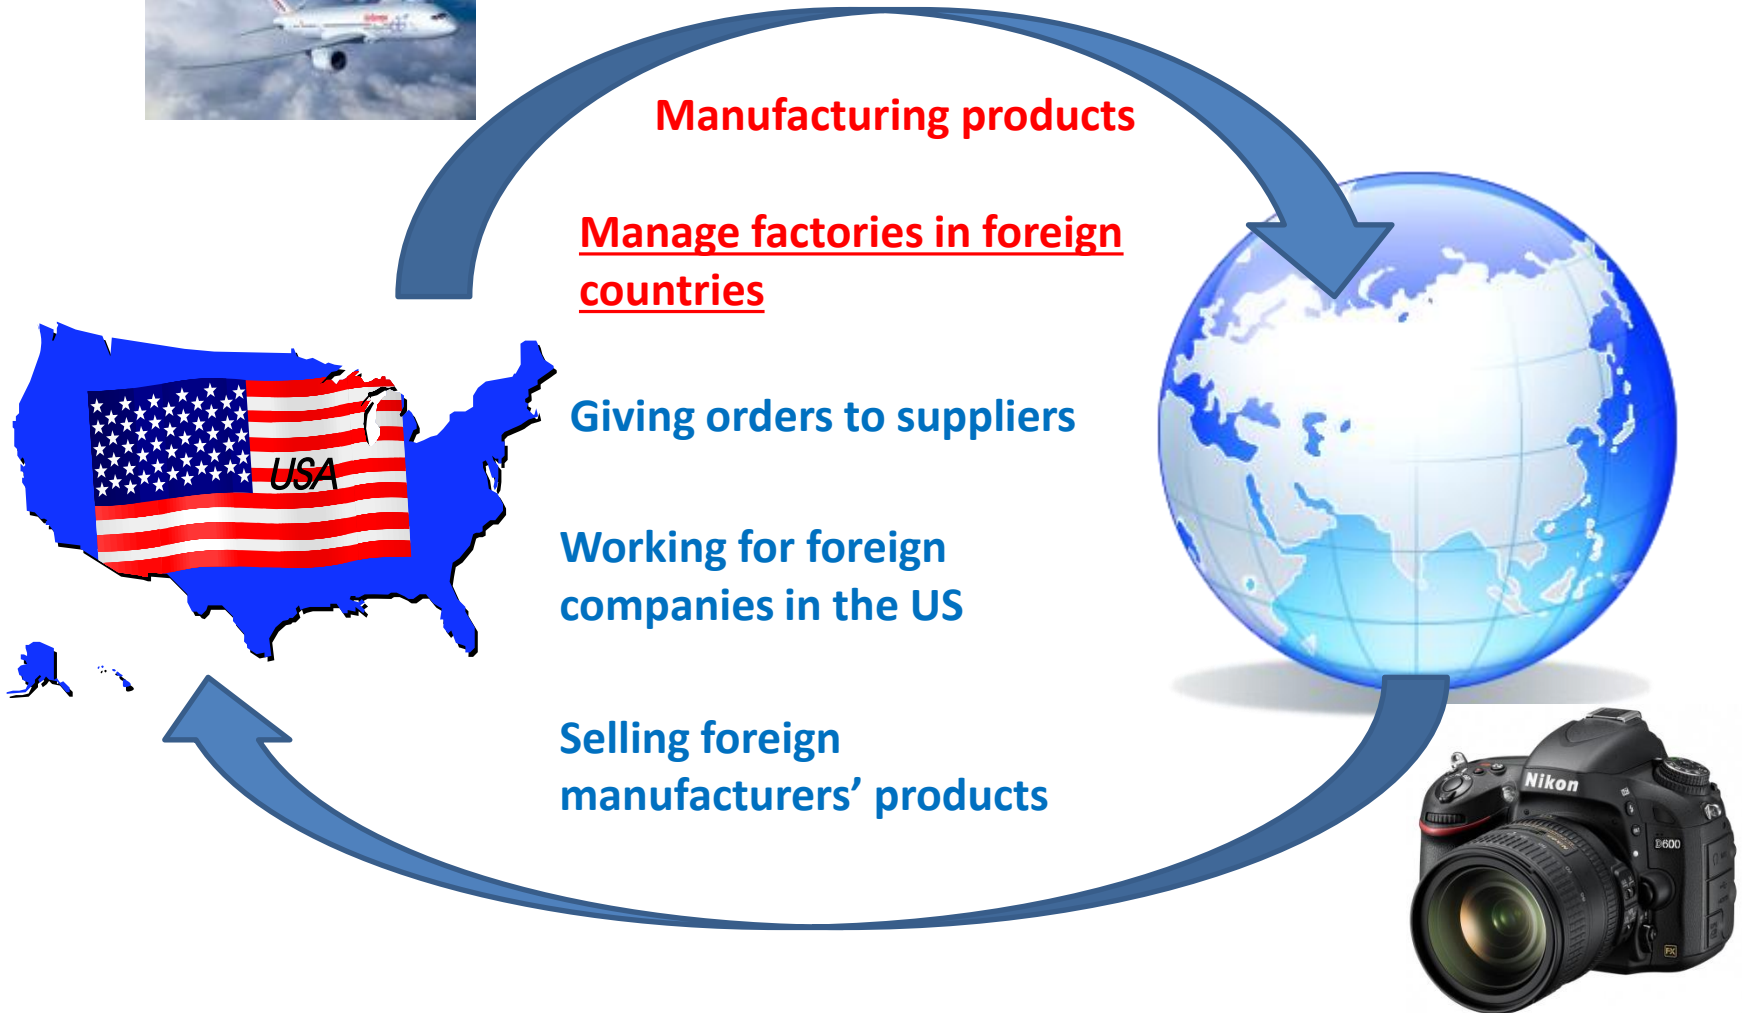 Manufacturing products
Manage factories in foreign
countries
Giving orders to suppliers
USA
Working for foreign
companies in the US
Selling foreign
manufacturers’ products
Nikon
D600
FX